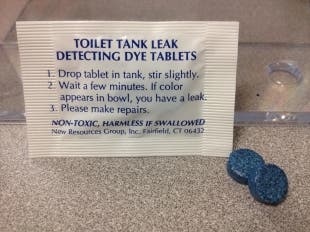 TOILET TANK LEAK
DETECTING DYE TABLETS
1. Drop tablet in tank, stir slightly.
2. Wait a few minutes. If color
appears in bowl, you have a leak.
3. Please make repairs.
NON-TOXIC, HARMLESS IF SWALLOWED
New Resources Group, Inc. Fairfield, CT 06432